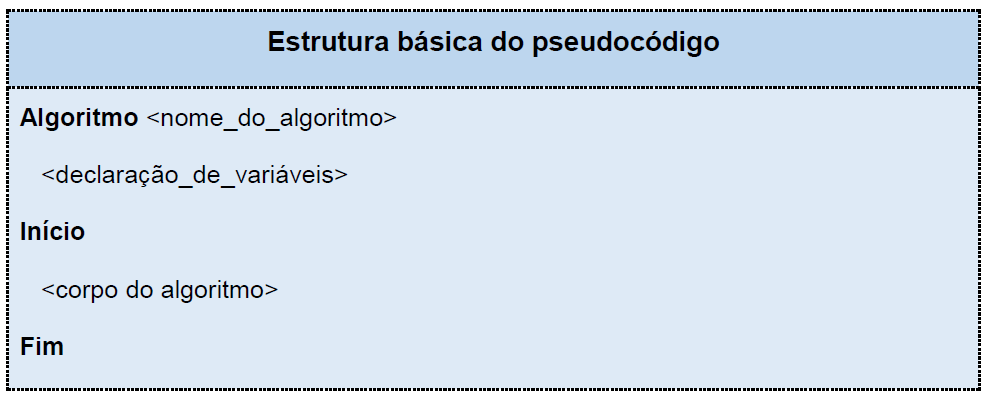 Estrutura básica do pseudocódigo
Algoritmo <nome_do_algoritmo>
<declaração_de_variáveis>
Início
<corpo do algoritmo>
Fim